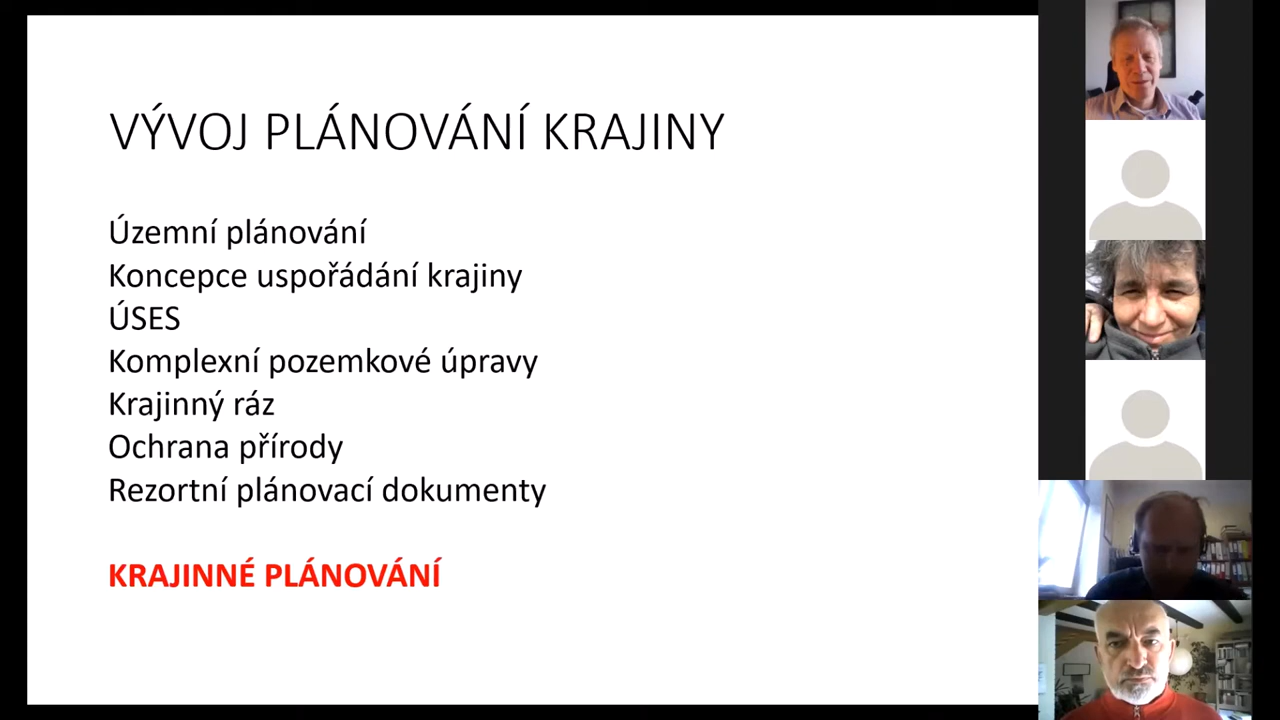 VÝVOJ PLÁNOVÁNÍ KRAJINY
Územní plánování
Koncepce uspořádání krajiny
ÚSES
Komplexní pozemkové úpravy
Krajinný ráz
Ochrana přírody
Rezortní plánovací dokumenty
KRAJINNÉ PLÁNOVÁNÍ